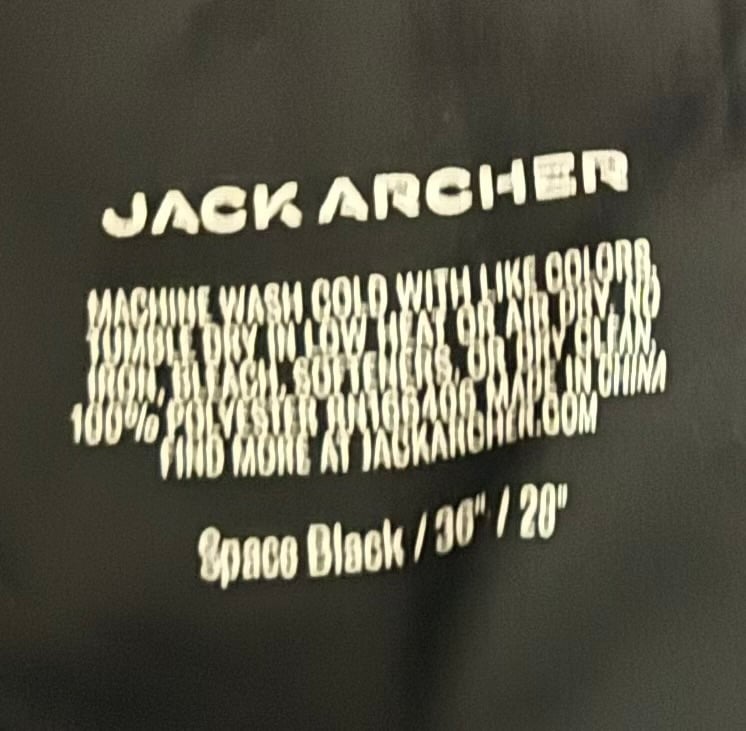 JACK ARCHER
MACHINE WASH COLD WITH LIKE COLORS,
TUMBLE DRY IN LOW HEAT OR AIR DRY. NO
IRON, BLEACH, SOFTENERS, OR DRY CLEAN.
100% POLYESTER MADE IN CHINA
FIND MORE AT JACKARCHER.COM
Space Black /